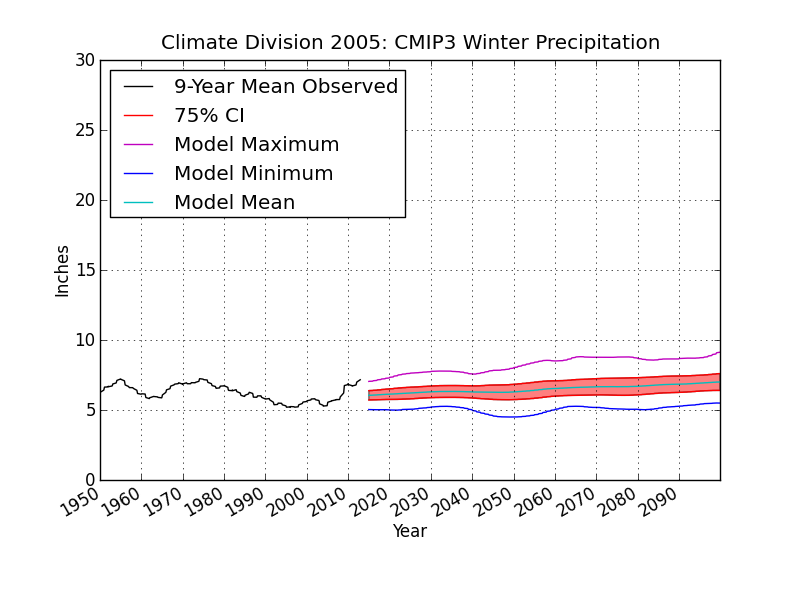 Climate Division 2005: CMIP3 Winter Precipitation
30
25
20
15
10
5
0
Inches
9-Year Mean Observed
75% CI
Model Maximum
Model Minimum
Model Mean
1950 1960 1970 1980 1990 2000 2010 2020 2030 2040 2050 2060 2070 2080 2090
Year